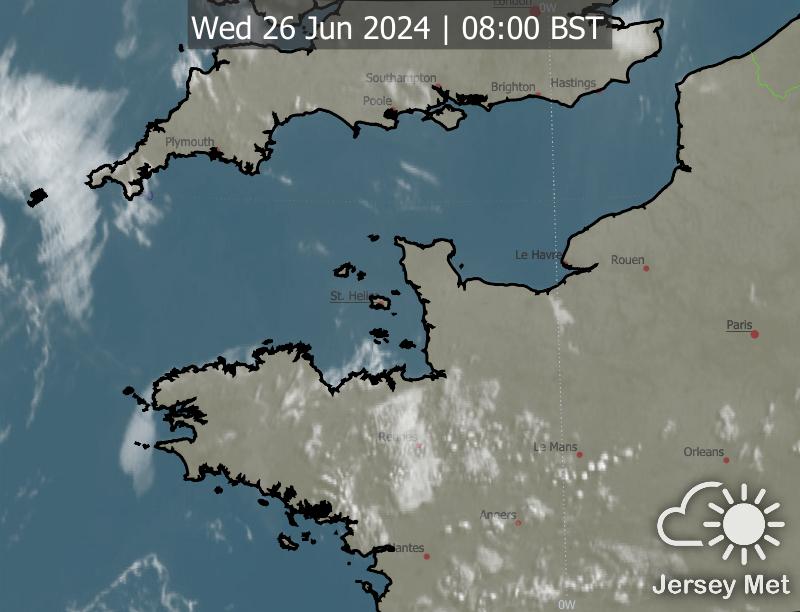 London
0W
Wed 26 Jun 2024 | 08:00 BST
Southampton
Brighton
Hastings
Poole
Plymouth
Le Havre
Rouen
St. Helier
Paris
Rennes
Le Mans
Orleans
Angers
Nantes
Jersey Met
0W